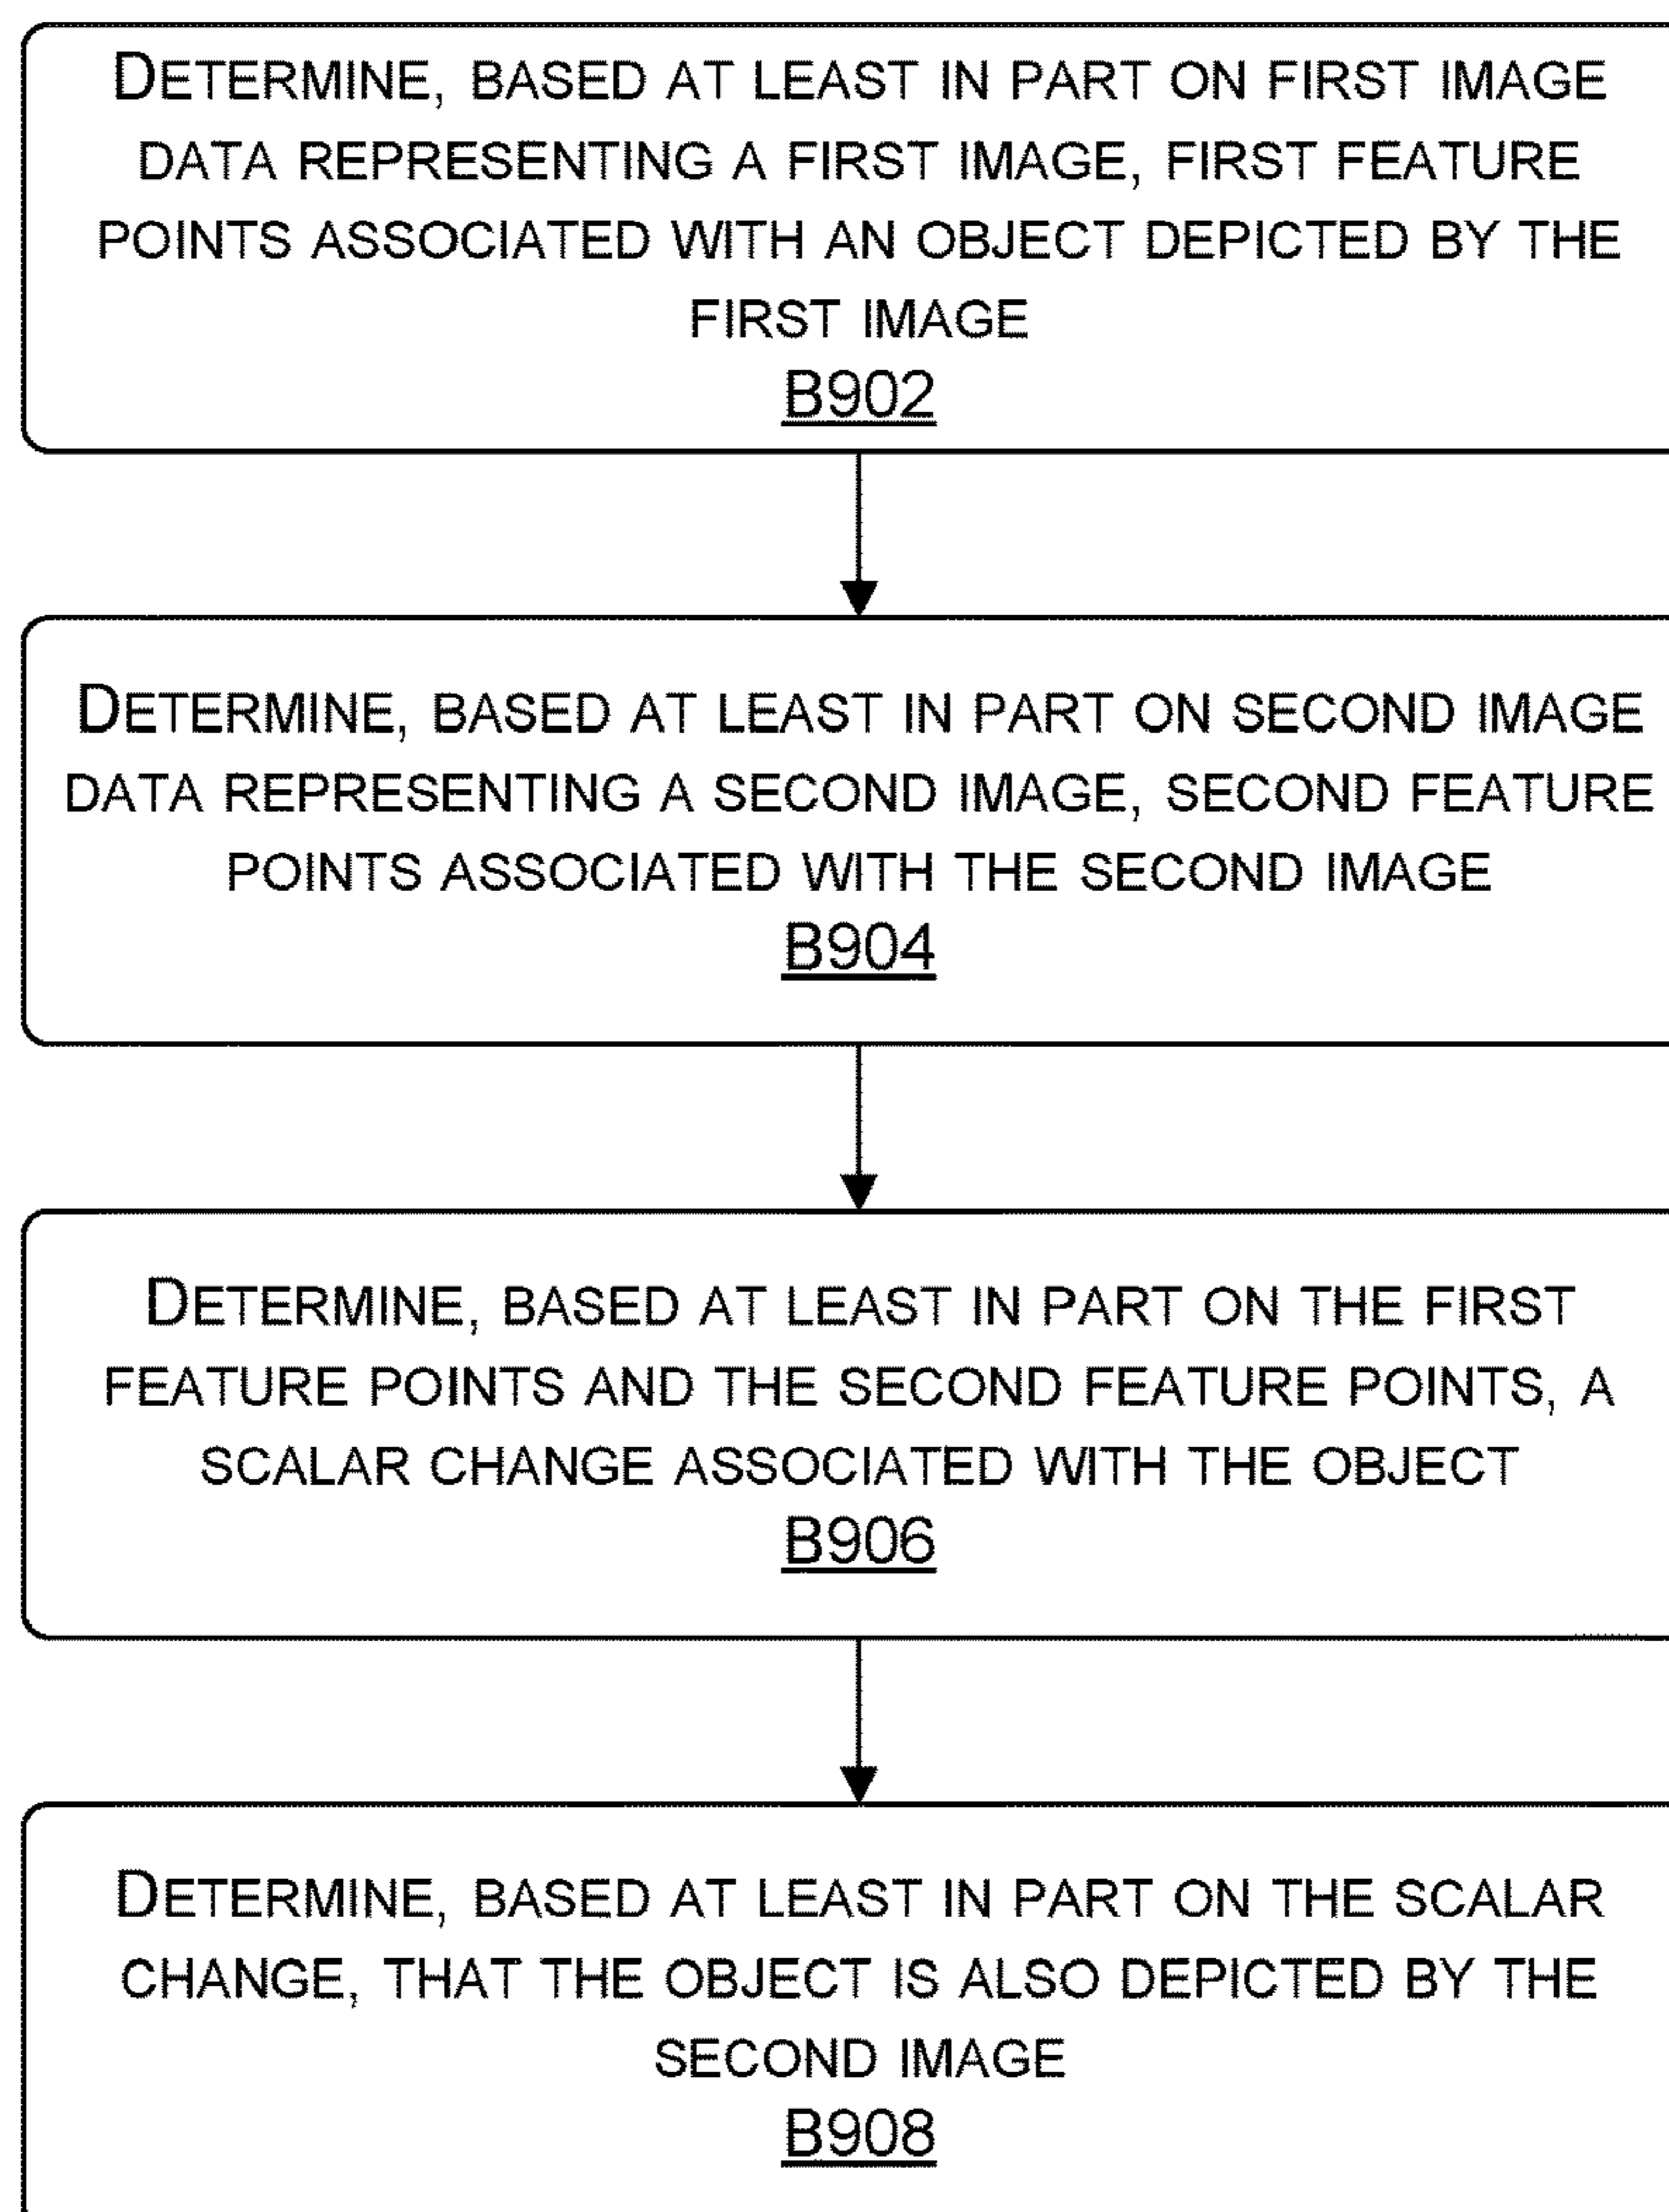 DETERMINE, BASED AT LEAST IN PART ON FIRST IMAGE
DATA REPRESENTING A FIRST IMAGE, FIRST FEATURE
POINTS ASSOCIATED WITH AN OBJECT DEPICTED BY THE
FIRST IMAGE
B902
DETERMINE, BASED AT LEAST IN PART ON SECOND IMAGE
DATA REPRESENTING A SECOND IMAGE, SECOND FEATURE
POINTS ASSOCIATED WITH THE SECOND IMAGE
B904
DETERMINE, BASED AT LEAST IN PART ON THE FIRST
FEATURE POINTS AND THE SECOND FEATURE POINTS, A
SCALAR CHANGE ASSOCIATED WITH THE OBJECT
B906
DETERMINE, BASED AT LEAST IN PART ON THE SCALAR
CHANGE, THAT THE OBJECT IS ALSO DEPICTED BY THE
SECOND IMAGE
B908